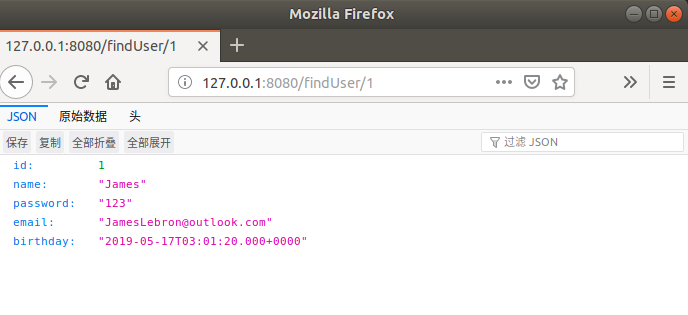 Mozilla Firefox
127.0.0.1:8080/findUser/1
127.0.0.1:8080/findUser/1
JSON 原始数据 头
保存 复制 全部折叠 全部展开 过滤 JSON
id: 1
name: "James"
password: "123"
email: "JamesLebron@outlook.com"
birthday: "2019-05-17T03:01:20.000+0000"